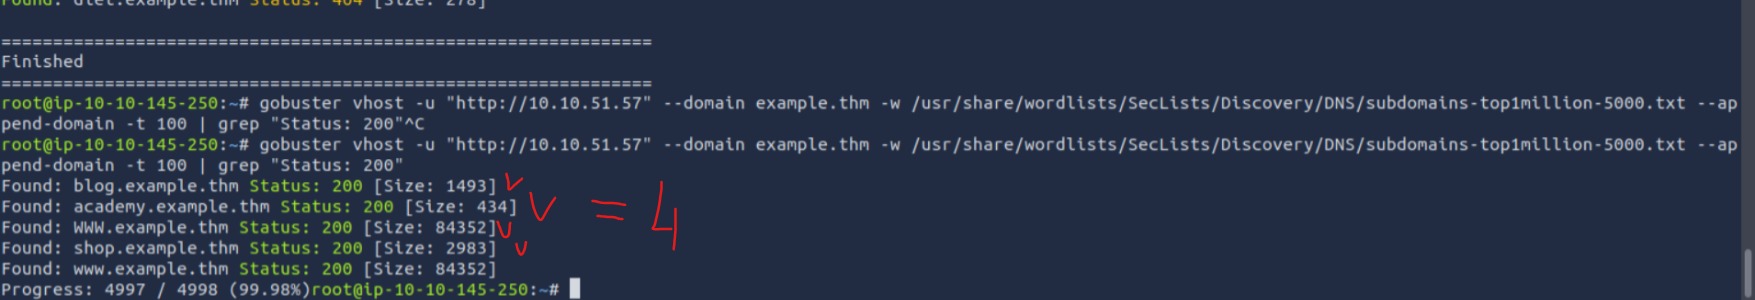 Found: diet.example.thm Status: 404 [Size: 278]
===============================================================
Finished
===============================================================
root@ip-10-10-145-250:~# gobuster vhost -u "http://10.10.51.57" --domain example.thm -w /usr/share/wordlists/SecLists/Discovery/DNS/subdomains-top1million-5000.txt --ap
pend-domain -t 100 | grep "Status: 200"^C
root@ip-10-10-145-250:~# gobuster vhost -u "http://10.10.51.57" --domain example.thm -w /usr/share/wordlists/SecLists/Discovery/DNS/subdomains-top1million-5000.txt --ap
pend-domain -t 100 | grep "Status: 200"
Found: blog.example.thm Status: 200 [Size: 1493] v
Found: academy.example.thm Status: 200 [Size: 434] v = 4
Found: WWW.example.thm Status: 200 [Size: 84352] v
Found: shop.example.thm Status: 200 [Size: 2983] v
Found: www.example.thm Status: 200 [Size: 84352]
Progress: 4997 / 4998 (99.98%)root@ip-10-10-145-250:~#